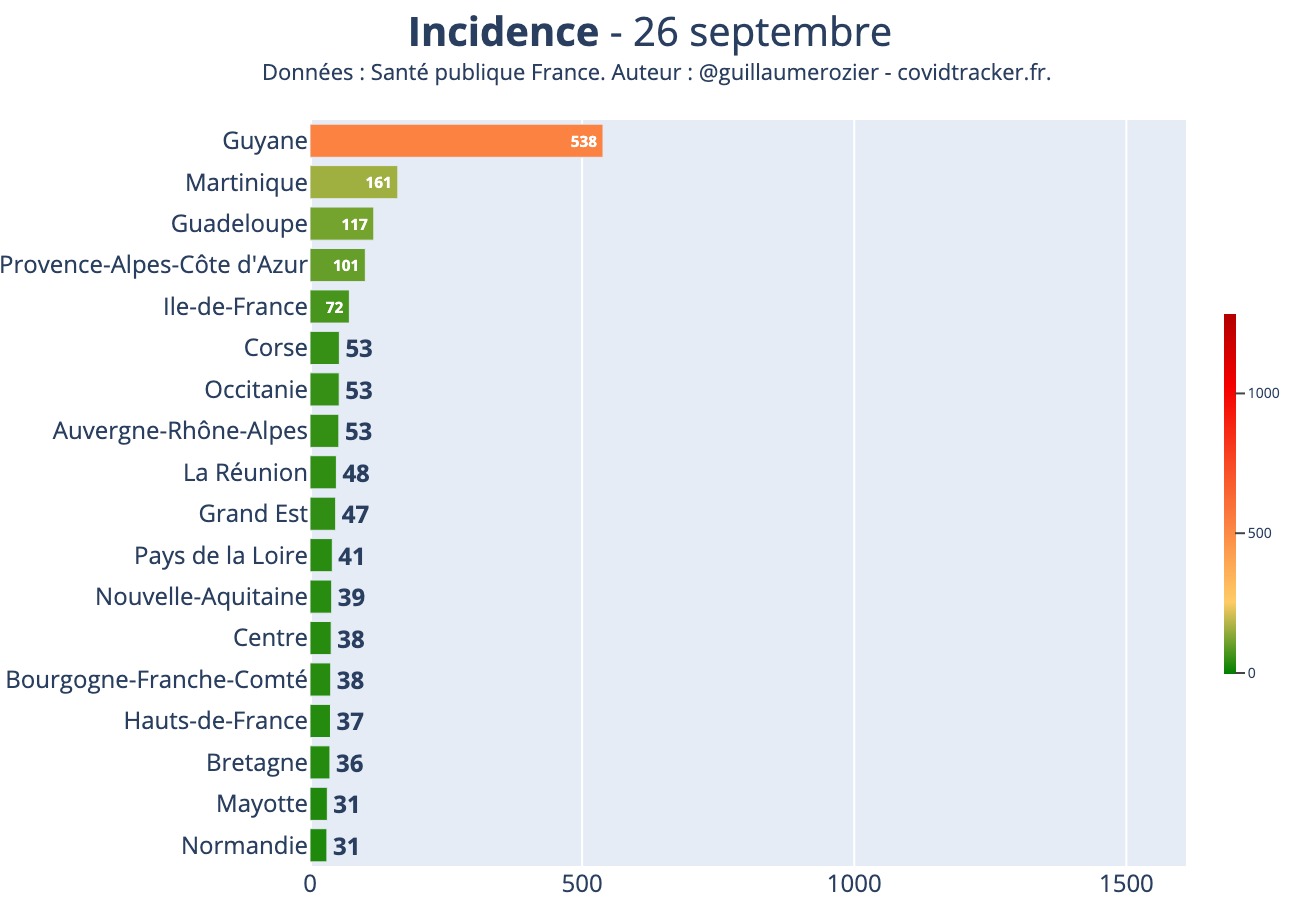 Incidence - 26 septembre
Données : Santé publique France. Auteur : @guillaumerozier - covidtracker.fr.
Guyane 538
Martinique 161
Guadeloupe 117
Provence-Alpes-Côte d'Azur 101
Ile-de-France 72
Corse 53
Occitanie 53
Auvergne-Rhône-Alpes 53
La Réunion 48
Grand Est 47
Pays de la Loire 41
Nouvelle-Aquitaine 39
Centre 38
Bourgogne-Franche-Comté 38
Hauts-de-France 37
Bretagne 36
Mayotte 31
Normandie 31
0 500 1000 1500
1000
500
0